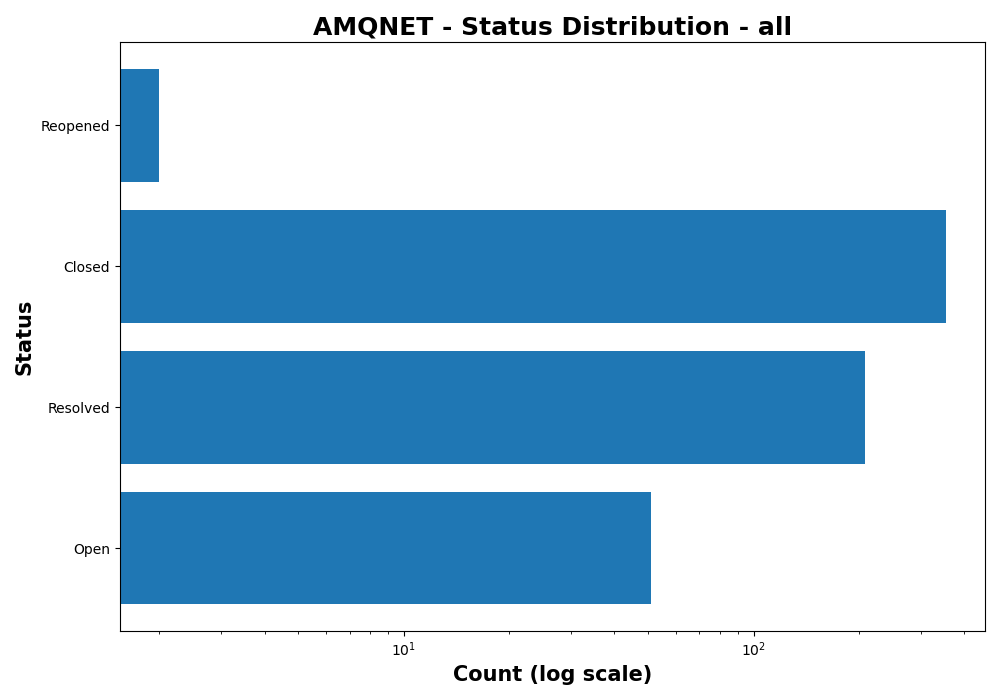 AMQNET - Status Distribution - all
Reopened
Closed
Resolved
Open
Status
10¹
10²
Count (log scale)